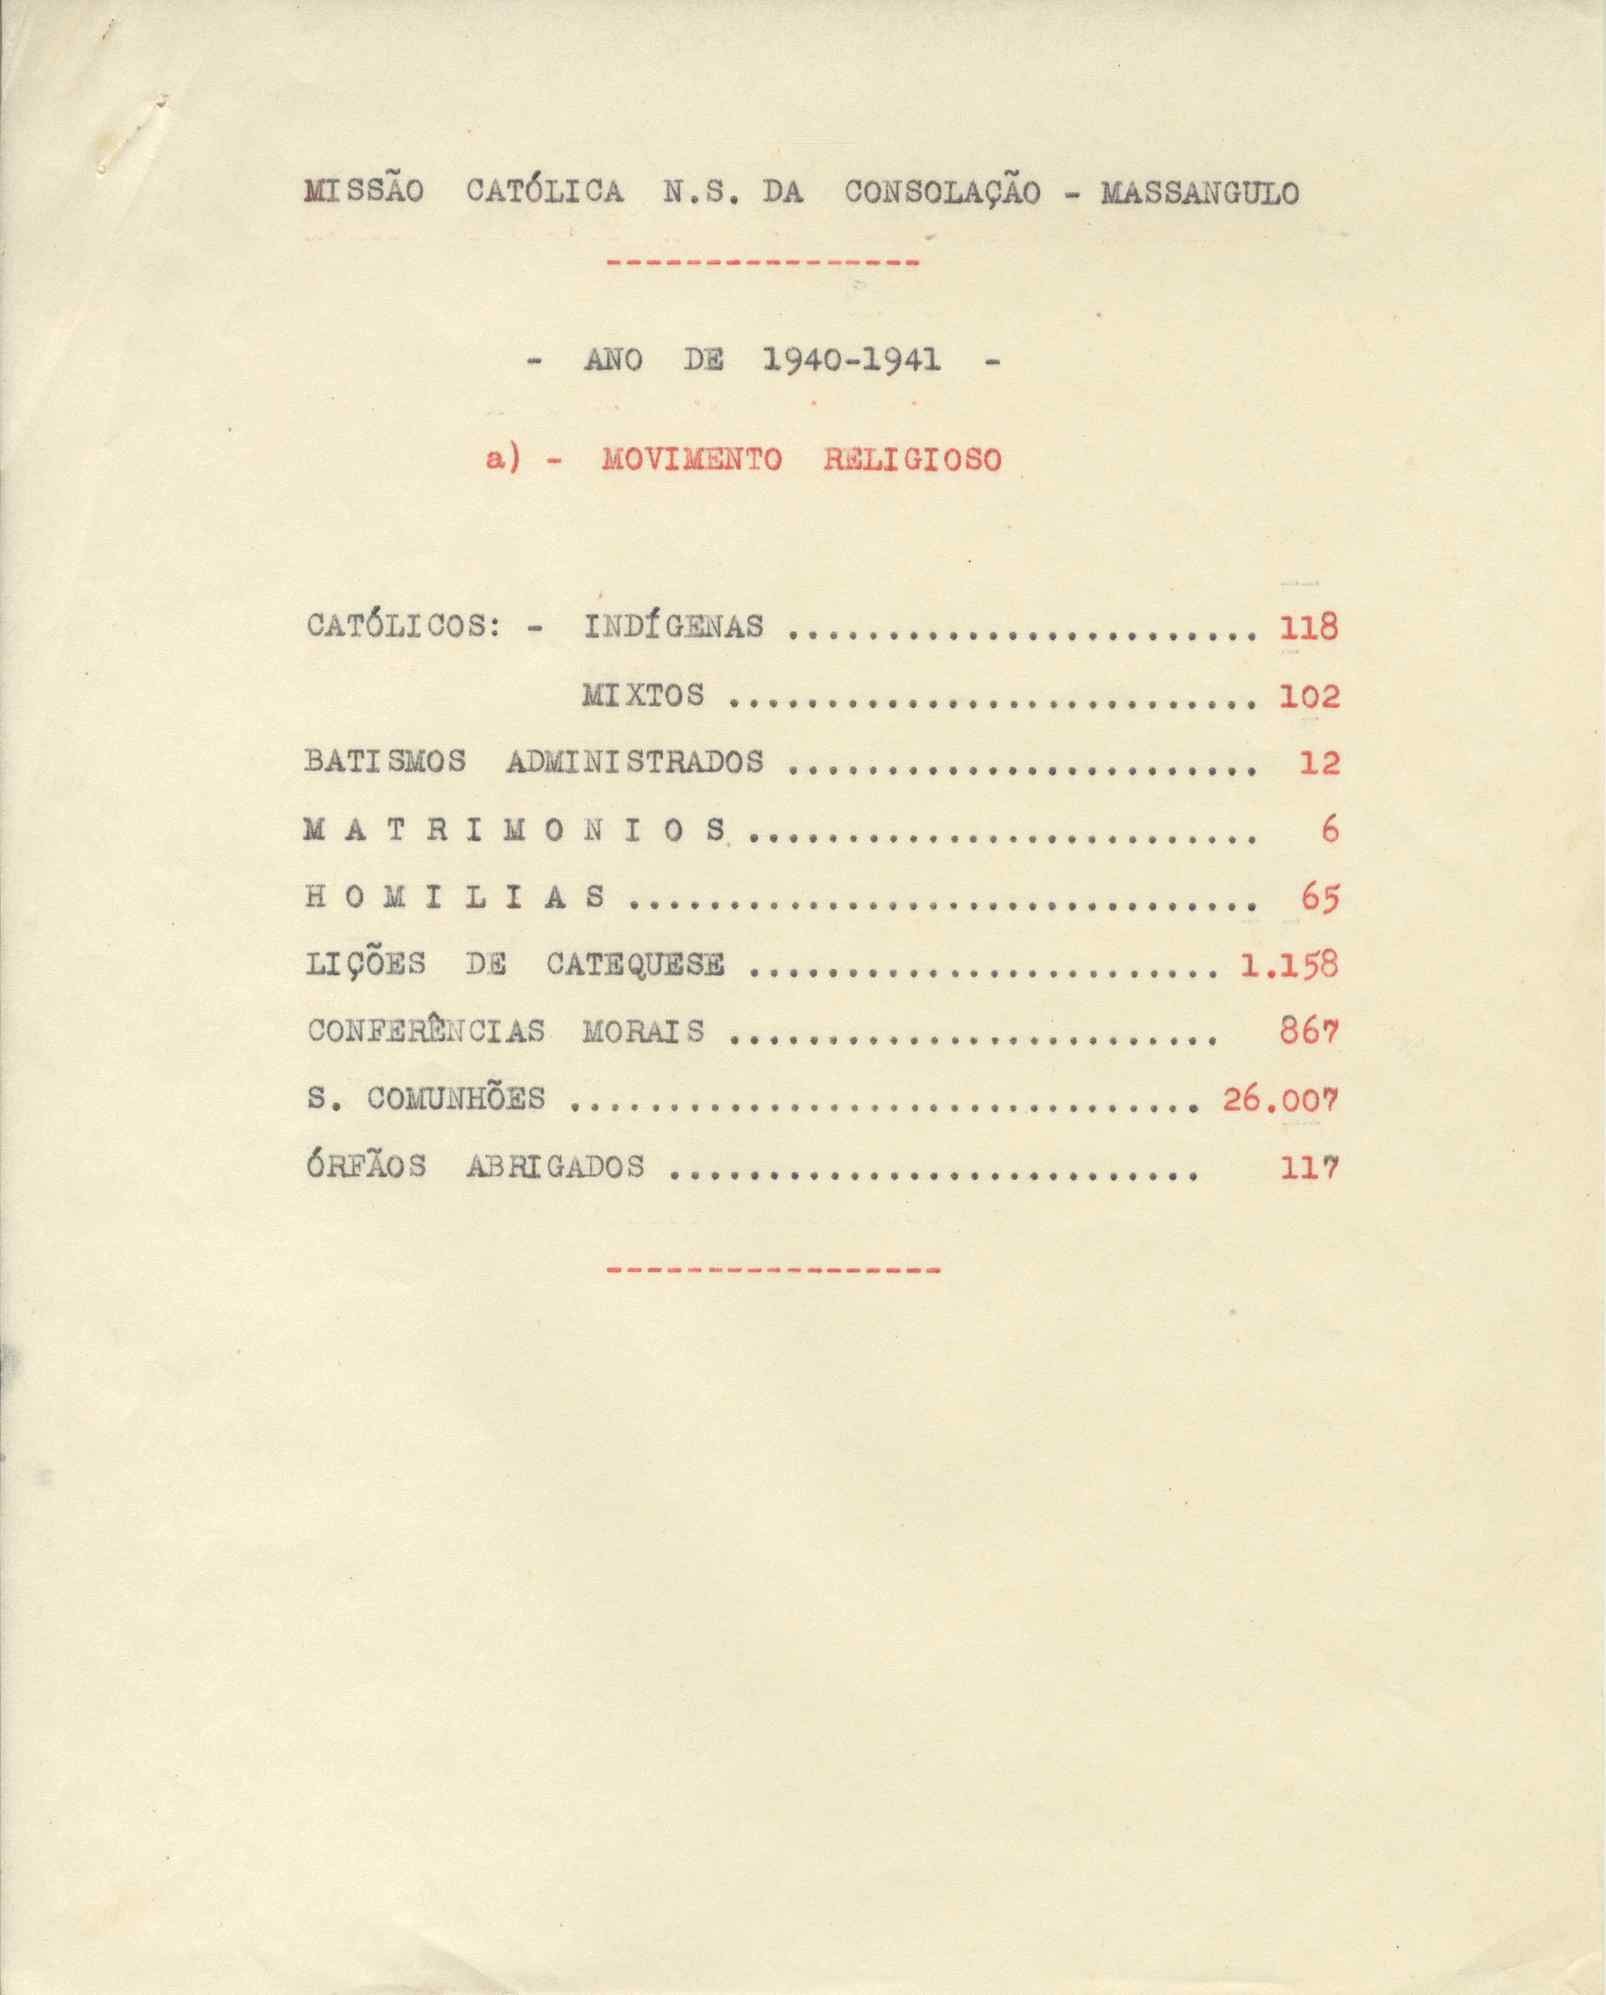 MISSÃO CATÓLICA N.S. DA CONSOLAÇÃO - MASSANGULO
----------------
- ANO DE 1940-1941 -
a) - MOVIMENTO RELIGIOSO
CATÓLICOS: - INDÍGENAS ........................ 118
MIXTOS ........................... 102
BATISMOS ADMINISTRADOS ........................ 12
M A T R I M O N I O S .......................... 6
H O M I L I A S ................................ 65
LIÇÕES DE CATEQUESE ........................ 1.158
CONFERÊNCIAS MORAIS ......................... 867
S. COMUNHÕES ................................ 26.007
ÓRFÃOS ABRIGADOS ........................... 117
-----------------